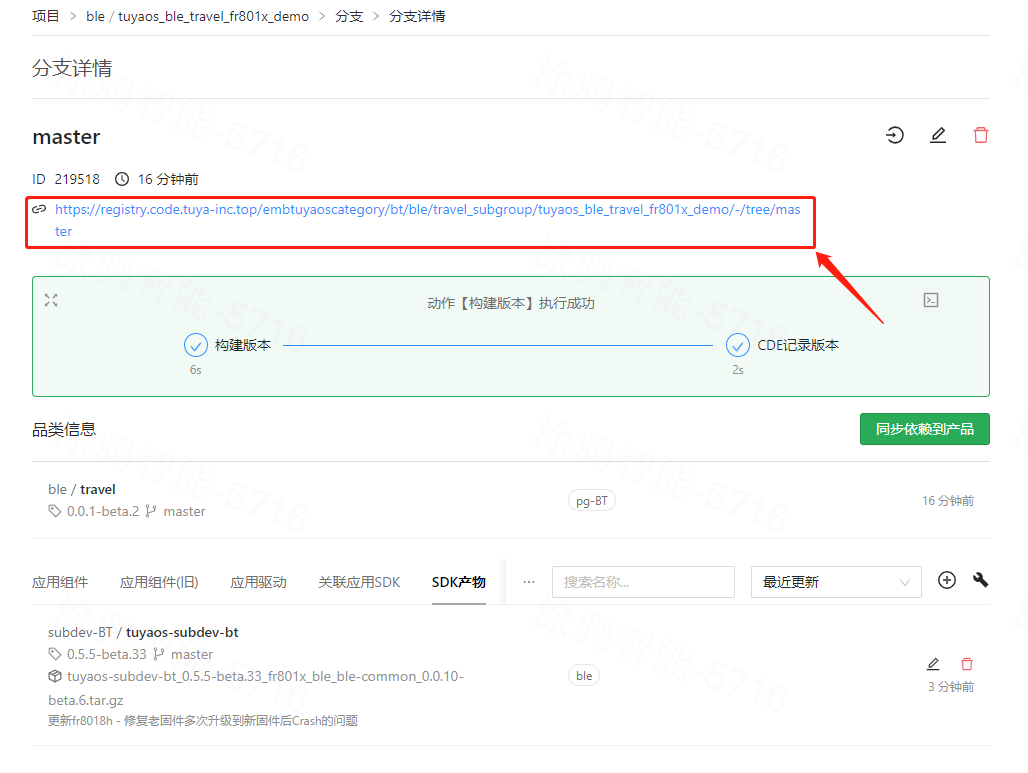 项目 > ble / tuyaos_ble_travel_fr801x_demo > 分支 > 分支详情
分支详情
master
ID 219518 16 分钟前
https://registry.code.tuya-inc.top/embtuyaoscategory/bt/ble/travel_subgroup/tuyaos_ble_travel_fr801x_demo/-/tree/mas
ter
动作【构建版本】执行成功
构建版本 CDE记录版本
6s 2s
品类信息 同步依赖到产品
ble / travel
0.0.1-beta.2 master pg-BT 16 分钟前
应用组件 应用组件(旧) 应用驱动 关联应用SDK SDK产物 ... 搜索名称... 最近更新
subdev-BT / tuyaos-subdev-bt
0.5.5-beta.33 master
tuyaos-subdev-bt_0.5.5-beta.33_fr801x_ble_ble-common_0.0.10-
beta.6.tar.gz
ble
3 分钟前
更新fr8018h - 修复老固件多次升级到新固件后Crash的问题
涂鸦智能-5716